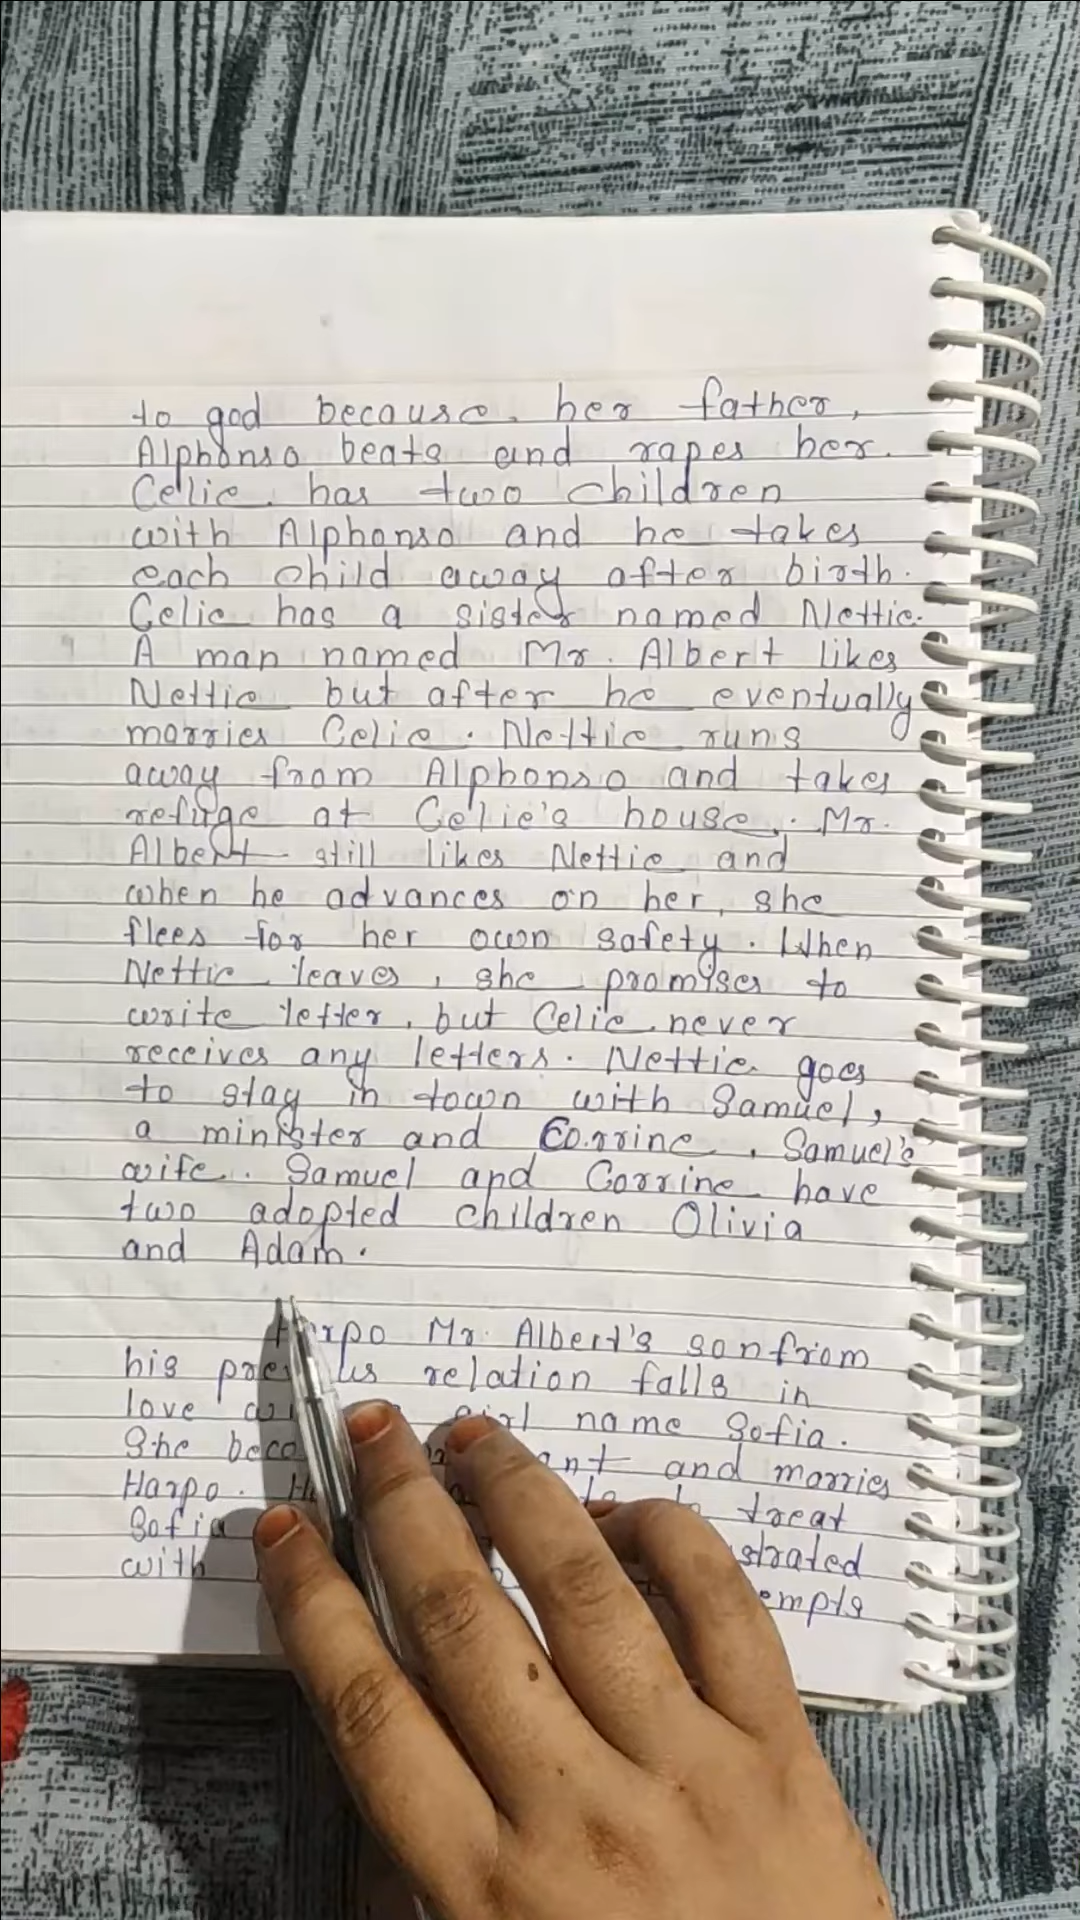 to god because her father,
Alphonso beats and rapes her.
Celie has two children
with Alphonso and he takes
each child away after birth.
Celie has a sister named Nettie.
A man named Mr. Albert likes
Nettie but after he eventually
marries Celie. Nettie runs
away from Alphonso and takes
refuge at Celie's house. Mr.
Albert still likes Nettie and
when he advances on her, she
flees for her own safety. When
Nettie leaves, she promises to
write letter, but Celie never
receives any letters. Nettie goes
to stay in town with Samuel,
a minister and Corrine, Samuel's
wife. Samuel and Corrine have
two adopted children Olivia
and Adam.
Harpo Mr. Albert's son from
his relation falls in
love girl name Sofia.
She and marries
Harpo. treat
Sofia
with